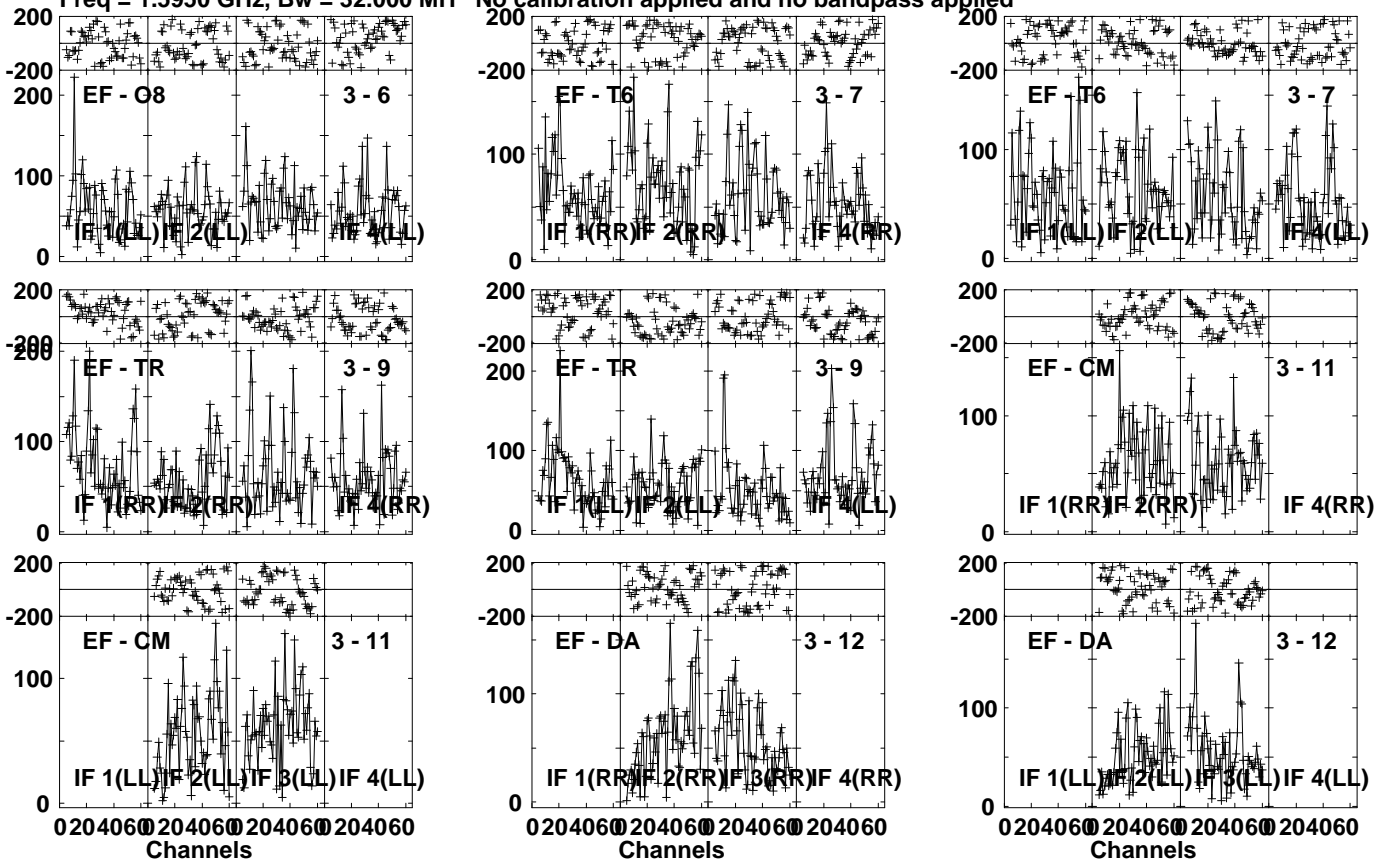 Freq = 1.5950 GHz, Bw = 32.000 MH No calibration applied and no bandpass applied
200 200 200
-200 -200 -200
200 EF - O8 3 - 6 EF - T6 3 - 7 EF - T6 3 - 7
100 100 100
IF 1(LL) IF 2(LL) IF 4(LL) IF 1(RR) IF 2(RR) IF 4(RR) IF 1(LL) IF 2(LL) IF 4(LL)
0 0 0
200 200 200
-200 -200 -200
200 EF - TR 3 - 9 200 EF - TR 3 - 9 EF - CM 3 - 11
100 100 100
IF 1(RR) IF 2(RR) IF 4(RR) IF 1(LL) IF 2(LL) IF 4(LL) IF 1(RR) IF 2(RR) IF 4(RR)
0 0 0
200 200 200
-200 -200 -200
EF - CM 3 - 11 EF - DA 3 - 12 EF - DA 3 - 12
100 100 100
IF 1(LL) IF 2(LL) IF 3(LL) IF 4(LL) IF 1(RR) IF 2(RR) IF 3(RR) IF 4(RR) IF 1(LL) IF 2(LL) IF 3(LL) IF 4(LL)
0 0 0
0 20 40 60 0 20 40 60 0 20 40 60 0 20 40 60 0 20 40 60 0 20 40 60 0 20 40 60 0 20 40 60 0 20 40 60 0 20 40 60 0 20 40 60 0 20 40 60
Channels Channels Channels